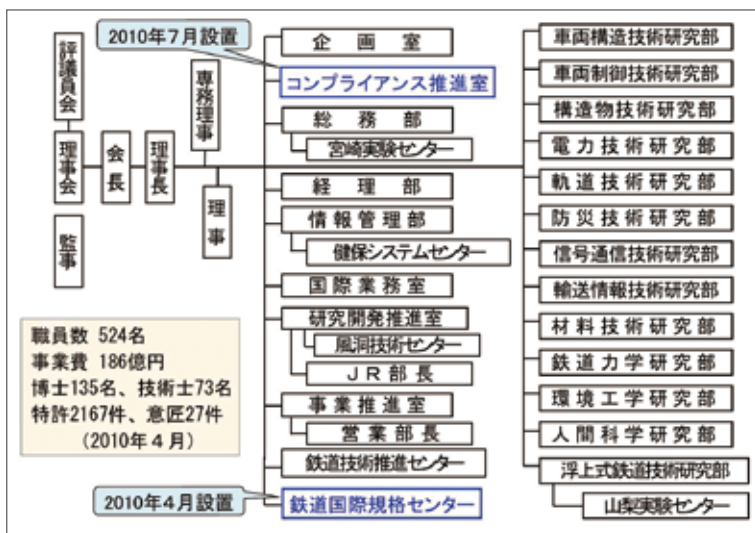 2010年7月設置
評議員会
理事会
監事
会長
理事長
専務理事
理事
企画室
コンプライアンス推進室
総務部
宮崎実験センター
経理部
情報管理部
健保システムセンター
国際業務室
研究開発推進室
風洞技術センター
JR部長
事業推進室
営業部長
鉄道技術推進センター
2010年4月設置
鉄道国際規格センター
車両構造技術研究部
車両制御技術研究部
構造物技術研究部
電力技術研究部
軌道技術研究部
防災技術研究部
信号通信技術研究部
輸送情報技術研究部
材料技術研究部
鉄道力学研究部
環境工学研究部
人間科学研究部
浮上式鉄道技術研究部
山梨実験センター
職員数 524名
事業費 186億円
博士135名、技術士73名
特許2167件、意匠27件
(2010年4月)